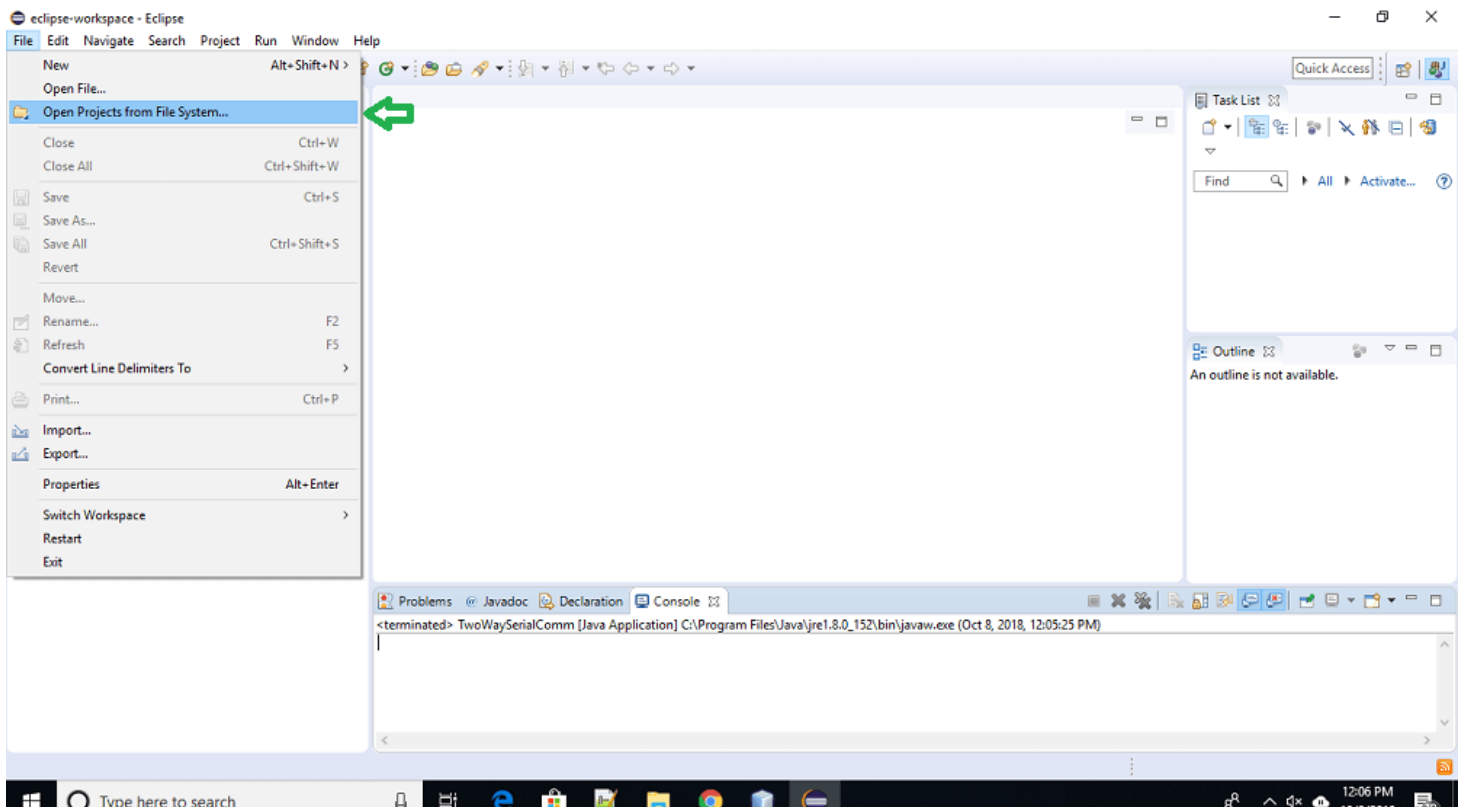 eclipse-workspace - Eclipse
File Edit Navigate Search Project Run Window Help
New Alt+Shift+N >
Open File...
Open Projects from File System...
Close Ctrl+W
Close All Ctrl+Shift+W
Save Ctrl+S
Save As...
Save All Ctrl+Shift+S
Revert
Move...
Rename... F2
Refresh F5
Convert Line Delimiters To >
Print... Ctrl+P
Import...
Export...
Properties Alt+Enter
Switch Workspace >
Restart
Exit
Quick Access
Task List
Find All Activate...
Outline
An outline is not available.
Problems @ Javadoc Declaration Console
<terminated> TwoWaySerialComm [Java Application] C:\Program Files\Java\jre1.8.0_152\bin\javaw.exe (Oct 8, 2018, 12:05:25 PM)
Type here to search
12:06 PM